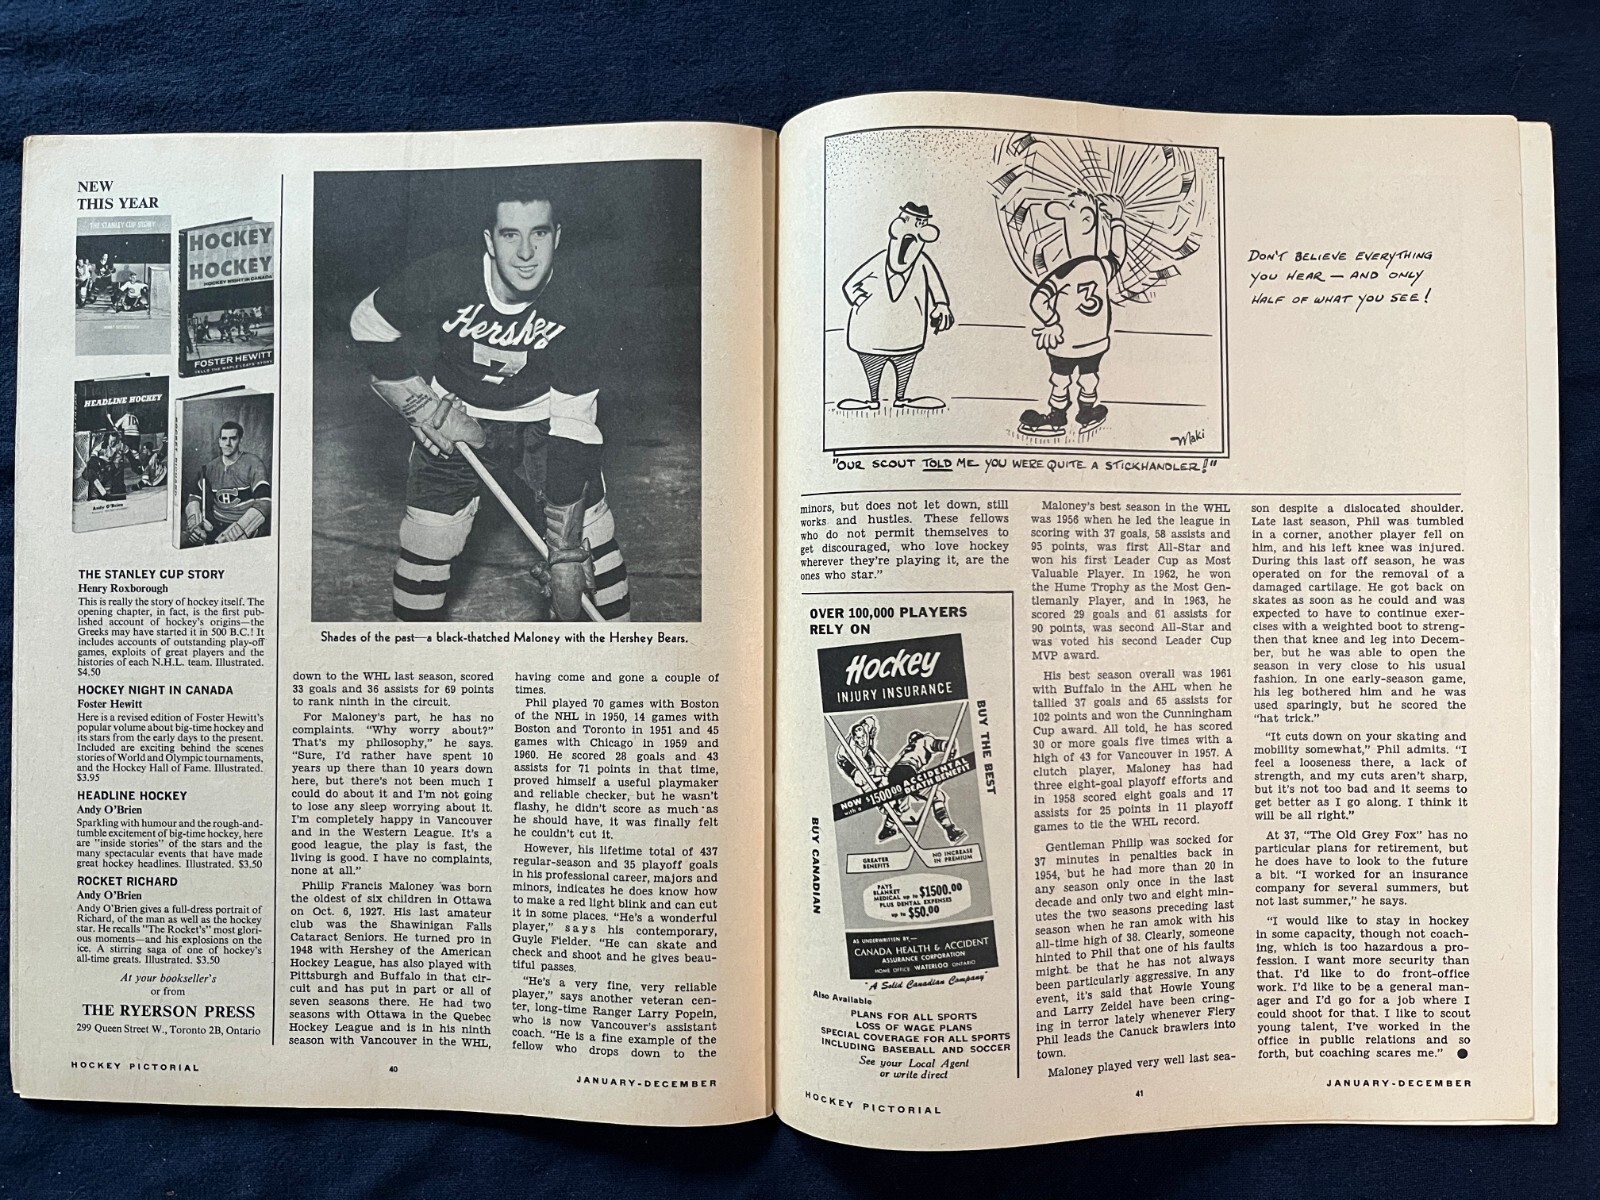 NEW
THIS YEAR
THE STANLEY CUP STORY
HOCKEY
HOCKEY
HOCKEY NIGHT IN CANADA
FOSTER HEWITT
TELLS THE MAPLE LEAFS STORY
HEADLINE HOCKEY
Andy O'Brien
THE STANLEY CUP STORY
Henry Roxborough
This is really the story of hockey itself. The
opening chapter, in fact, is the first pub-
lished account of hockey's origins—the
Greeks may have started it in 500 B.C.! It
includes accounts of outstanding play-off
games, exploits of great players and the
histories of each N.H.L. team. Illustrated.
$4.50
HOCKEY NIGHT IN CANADA
Foster Hewitt
Here is a revised edition of Foster Hewitt's
popular volume about big-time hockey and
its stars from the early days to the present.
Included are exciting behind the scenes
stories of World and Olympic tournaments,
and the Hockey Hall of Fame. Illustrated.
$3.95
HEADLINE HOCKEY
Andy O'Brien
Sparkling with humour and the rough-and-
tumble excitement of big-time hockey, here
are "inside stories" of the stars and the
many spectacular events that have made
great hockey headlines. Illustrated. $3.50
ROCKET RICHARD
Andy O'Brien
Andy O'Brien gives a full-dress portrait of
Richard, of the man as well as the hockey
star. He recalls "The Rocket's" most glori-
ous moments—and his explosions on the
ice. A stirring saga of one of hockey's
all-time greats. Illustrated. $3.50
At your bookseller's
or from
THE RYERSON PRESS
299 Queen Street W., Toronto 2B, Ontario
HOCKEY PICTORIAL
Hershey
7
Shades of the past—a black-thatched Maloney with the Hershey Bears.
down to the WHL last season, scored
33 goals and 36 assists for 69 points
to rank ninth in the circuit.
For Maloney's part, he has no
complaints. "Why worry about?"
That's my philosophy," he says.
"Sure, I'd rather have spent 10
years up there than 10 years down
here, but there's not been much I
could do about it and I'm not going
to lose any sleep worrying about it.
I'm completely happy in Vancouver
and in the Western League. It's a
good league, the play is fast, the
living is good. I have no complaints,
none at all."
Philip Francis Maloney was born
the oldest of six children in Ottawa
on Oct. 6, 1927. His last amateur
club was the Shawinigan Falls
Cataract Seniors. He turned pro in
1948 with Hershey of the American
Hockey League, has also played with
Pittsburgh and Buffalo in that cir-
cuit and has put in part or all of
seven seasons there. He had two
seasons with Ottawa in the Quebec
Hockey League and is in his ninth
season with Vancouver in the WHL,
having come and gone a couple of
times.
Phil played 70 games with Boston
of the NHL in 1950, 14 games with
Boston and Toronto in 1951 and 45
games with Chicago in 1959 and
1960. He scored 28 goals and 43
assists for 71 points in that time,
proved himself a useful playmaker
and reliable checker, but he wasn't
flashy, he didn't score as much as
he should have, it was finally felt
he couldn't cut it.
However, his lifetime total of 437
regular-season and 35 playoff goals
in his professional career, majors and
minors, indicates he does know how
to make a red light blink and can cut
it in some places. "He's a wonderful
player," says his contemporary,
Guyle Fielder. "He can skate and
check and shoot and he gives beau-
tiful passes.
"He's a very fine, very reliable
player," says another veteran cen-
ter, long-time Ranger Larry Popein,
who is now Vancouver's assistant
coach. "He is a fine example of the
fellow who drops down to the
40
JANUARY-DECEMBER
3
Maki
"OUR SCOUT TOLD ME YOU WERE QUITE A STICKHANDLER!"
DON'T BELIEVE EVERYTHING
YOU HEAR — AND ONLY
HALF OF WHAT YOU SEE!
minors, but does not let down, still
works and hustles. These fellows
who do not permit themselves to
get discouraged, who love hockey
wherever they're playing it, are the
ones who star."
OVER 100,000 PLAYERS
RELY ON
Hockey
INJURY INSURANCE
BUY THE BEST
BUY CANADIAN
NOW with a $1500.00 ACCIDENTAL
DEATH BENEFIT
GREATER
BENEFITS
NO INCREASE
IN PREMIUM
PAYS
BLANKET
MEDICAL up to $1500.00
PLUS DENTAL EXPENSES
up to $50.00
AS UNDERWRITTEN BY—
CANADA HEALTH & ACCIDENT
ASSURANCE CORPORATION
HOME OFFICE WATERLOO ONTARIO
"A Solid Canadian Company"
Also Available
PLANS FOR ALL SPORTS
LOSS OF WAGE PLANS
SPECIAL COVERAGE FOR ALL SPORTS
INCLUDING BASEBALL AND SOCCER
See your Local Agent
or write direct
HOCKEY PICTORIAL
Maloney's best season in the WHL
was 1956 when he led the league in
scoring with 37 goals, 58 assists and
95 points, was first All-Star and
won his first Leader Cup as Most
Valuable Player. In 1962, he won
the Hume Trophy as the Most Gen-
tlemanly Player, and in 1963, he
scored 29 goals and 61 assists for
90 points, was second All-Star and
was voted his second Leader Cup
MVP award.
His best season overall was 1961
with Buffalo in the AHL when he
tallied 37 goals and 65 assists for
102 points and won the Cunningham
Cup award. All told, he has scored
30 or more goals five times with a
high of 43 for Vancouver in 1957. A
clutch player, Maloney has had
three eight-goal playoff efforts and
in 1958 scored eight goals and 17
assists for 25 points in 11 playoff
games to tie the WHL record.
Gentleman Philip was socked for
37 minutes in penalties back in
1954, but he had more than 20 in
any season only once in the last
decade and only two and eight min-
utes the two seasons preceding last
season when he ran amok with his
all-time high of 38. Clearly, someone
hinted to Phil that one of his faults
might be that he has not always
been particularly aggressive. In any
event, it's said that Howie Young
and Larry Zeidel have been cring-
ing in terror lately whenever Fiery
Phil leads the Canuck brawlers into
town.
Maloney played very well last sea-
son despite a dislocated shoulder.
Late last season, Phil was tumbled
in a corner, another player fell on
him, and his left knee was injured.
During this last off season, he was
operated on for the removal of a
damaged cartilage. He got back on
skates as soon as he could and was
expected to have to continue exer-
cises with a weighted boot to streng-
then that knee and leg into Decem-
ber, but he was able to open the
season in very close to his usual
fashion. In one early-season game,
his leg bothered him and he was
used sparingly, but he scored the
"hat trick."
"It cuts down on your skating and
mobility somewhat," Phil admits. "I
feel a looseness there, a lack of
strength, and my cuts aren't sharp,
but it's not too bad and it seems to
get better as I go along. I think it
will be all right."
At 37, "The Old Grey Fox" has no
particular plans for retirement, but
he does have to look to the future
a bit. "I worked for an insurance
company for several summers, but
not last summer," he says.
"I would like to stay in hockey
in some capacity, though not coach-
ing, which is too hazardous a pro-
fession. I want more security than
that. I'd like to do front-office
work. I'd like to be a general man-
ager and I'd go for a job where I
could shoot for that. I like to scout
young talent, I've worked in the
office in public relations and so
forth, but coaching scares me."
41
JANUARY-DECEMBER